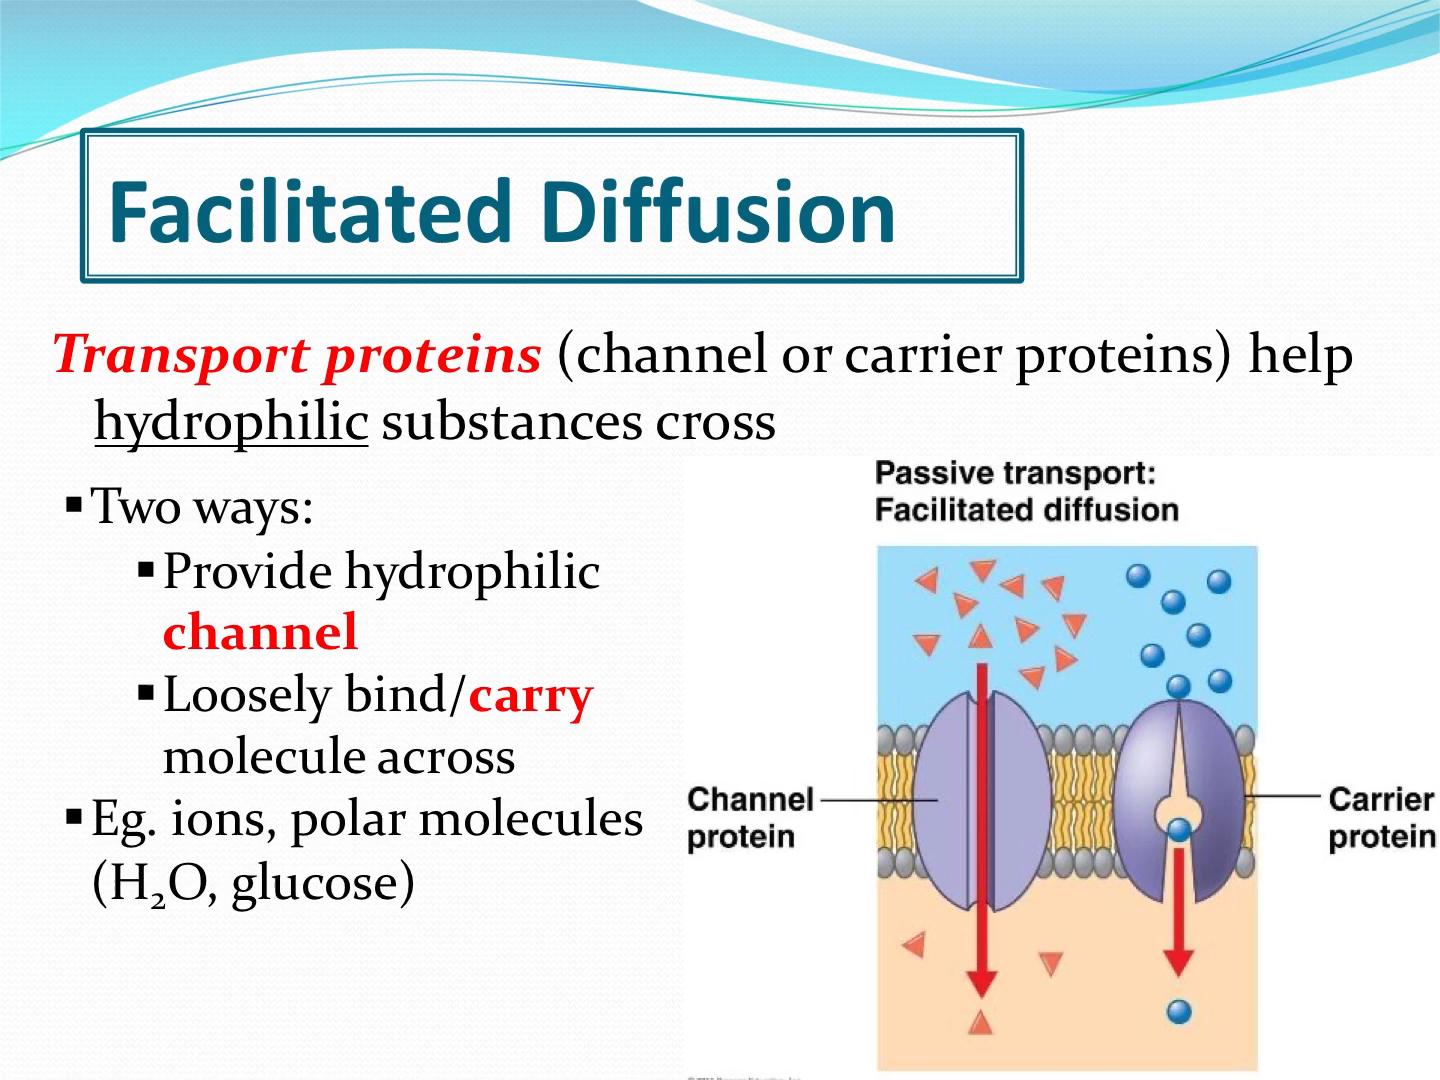 Facilitated Diffusion
Transport proteins (channel or carrier proteins) help
hydrophilic substances cross
▪Two ways:
▪Provide hydrophilic
channel
▪Loosely bind/carry
molecule across
▪Eg. ions, polar molecules
(H₂O, glucose)
Passive transport:
Facilitated diffusion
Channel
protein
Carrier
protein